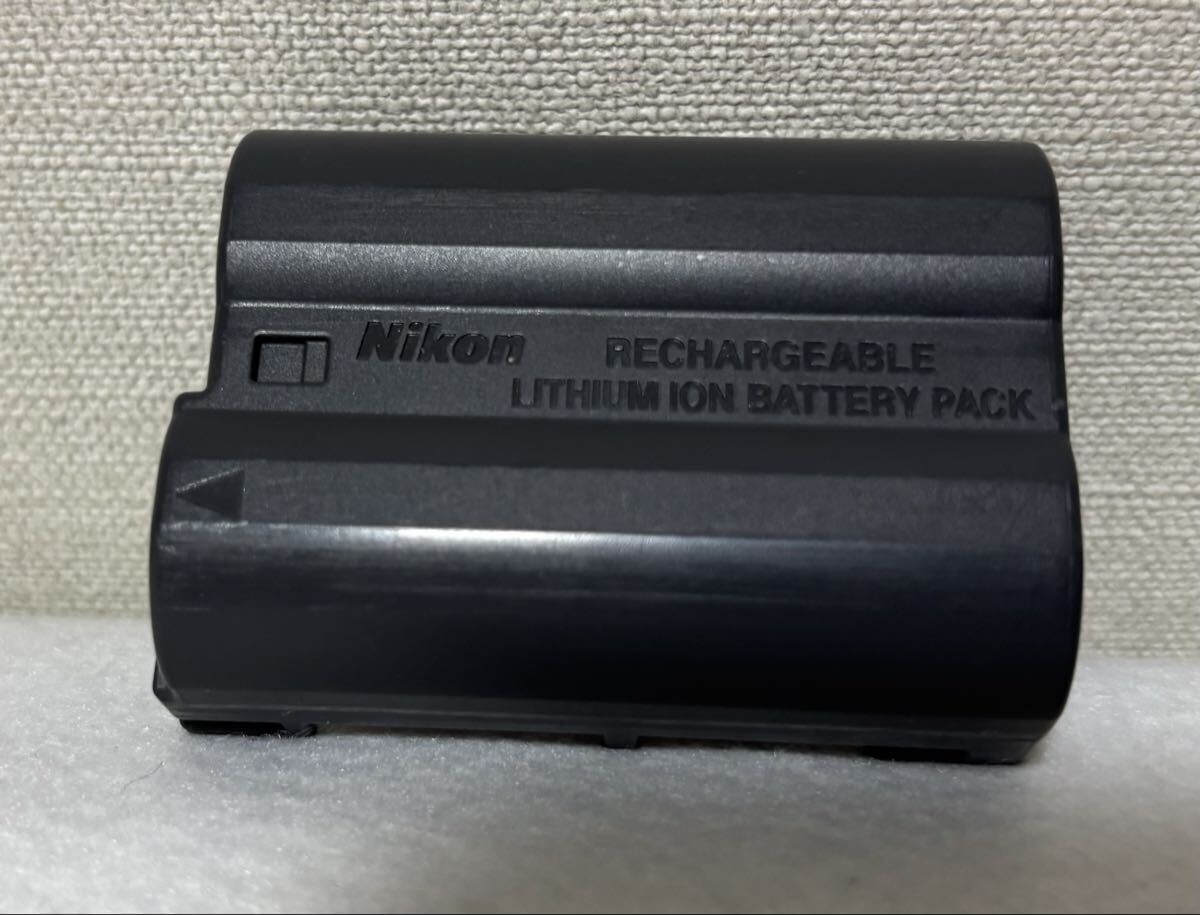 Nikon
RECHARGEABLE
LITHIUM ION BATTERY PACK